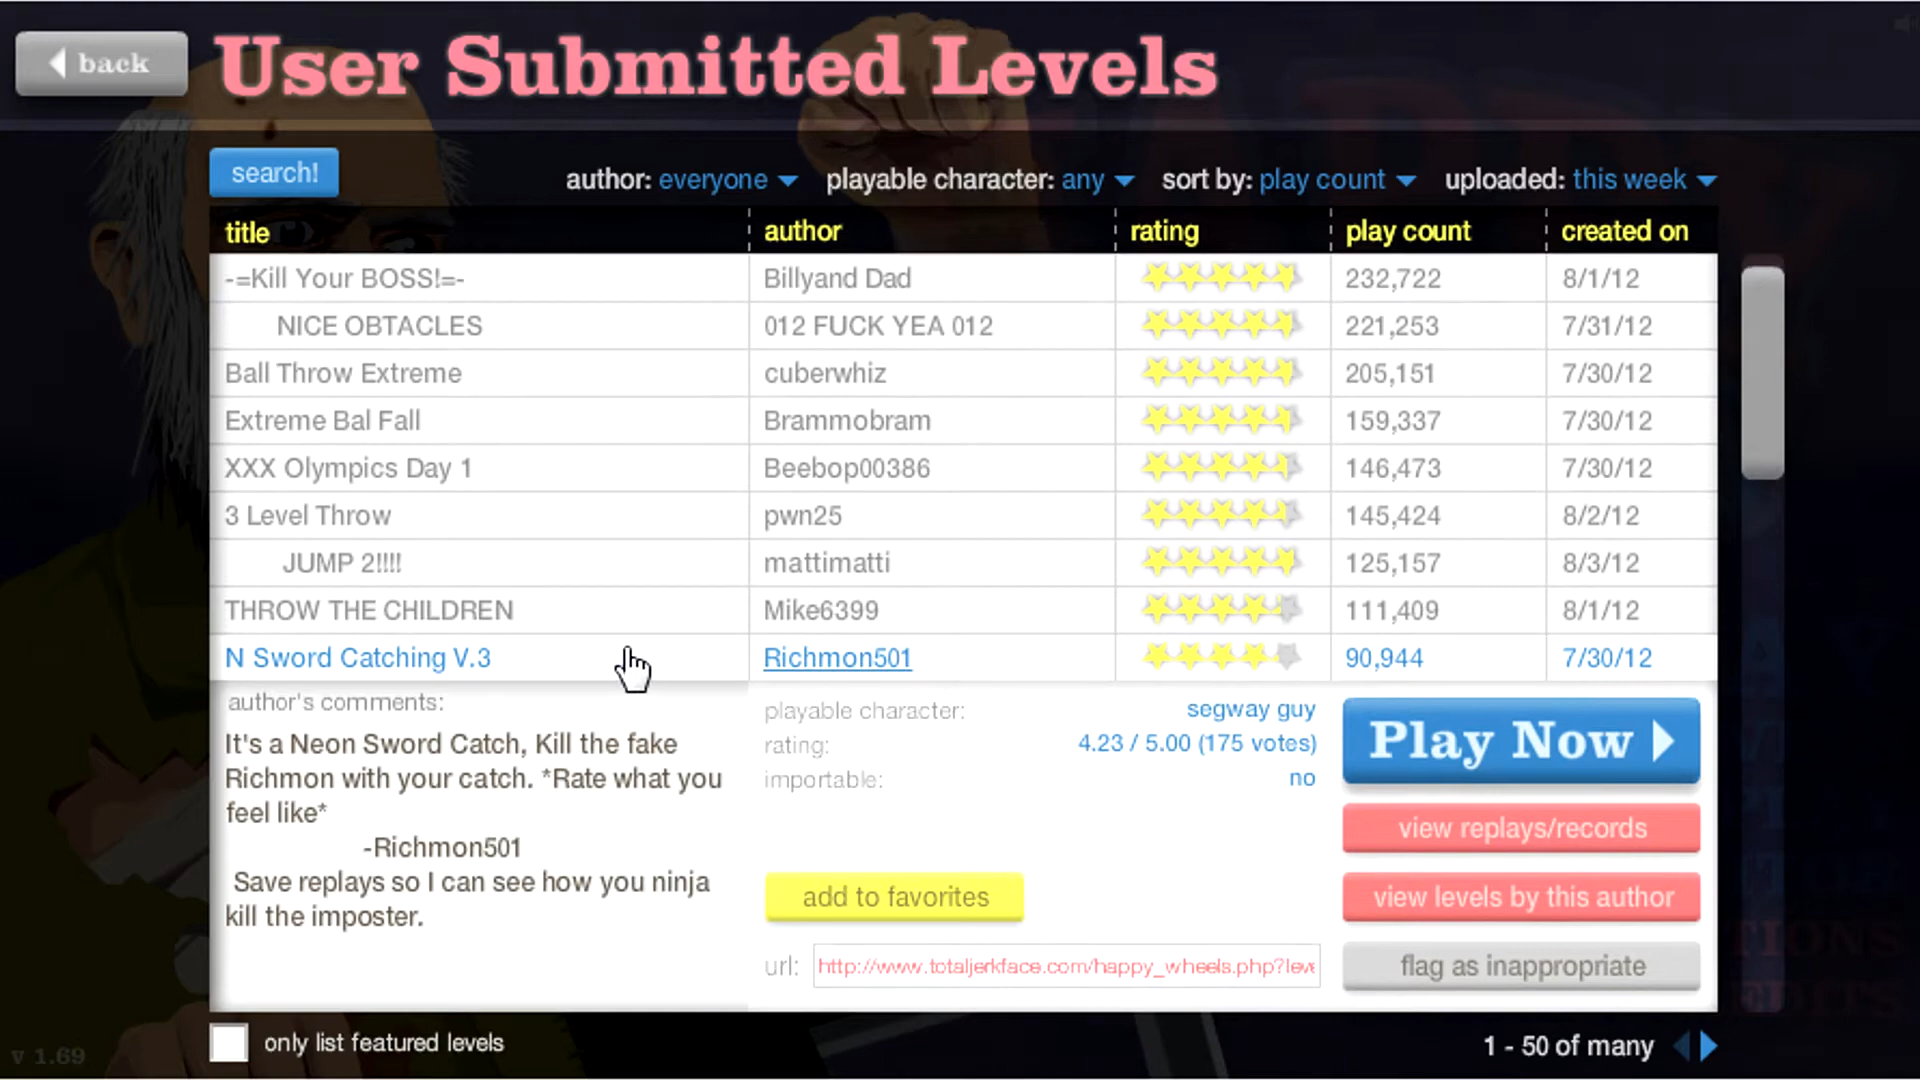 back
User Submitted Levels
search!
author: everyone
playable character: any
sort by: play count
uploaded: this week
title author rating play count created on
-=Kill Your BOSS!=- Billyand Dad 232,722 8/1/12
NICE OBTACLES 012 FUCK YEA 012 221,253 7/31/12
Ball Throw Extreme cuberwhiz 205,151 7/30/12
Extreme Bal Fall Brammobram 159,337 7/30/12
XXX Olympics Day 1 Beebop00386 146,473 7/30/12
3 Level Throw pwn25 145,424 8/2/12
JUMP 2!!!! mattimatti 125,157 8/3/12
THROW THE CHILDREN Mike6399 111,409 8/1/12
N Sword Catching V.3 Richmon501 90,944 7/30/12
author's comments:
It's a Neon Sword Catch, Kill the fake
Richmon with your catch. *Rate what you
feel like*
-Richmon501
Save replays so I can see how you ninja
kill the imposter.
playable character: segway guy
rating: 4.23 / 5.00 (175 votes)
importable: no
add to favorites
url: http://www.totaljerkface.com/happy_wheels.php?leve
Play Now
view replays/records
view levels by this author
flag as inappropriate
only list featured levels
1 - 50 of many
v 1.69